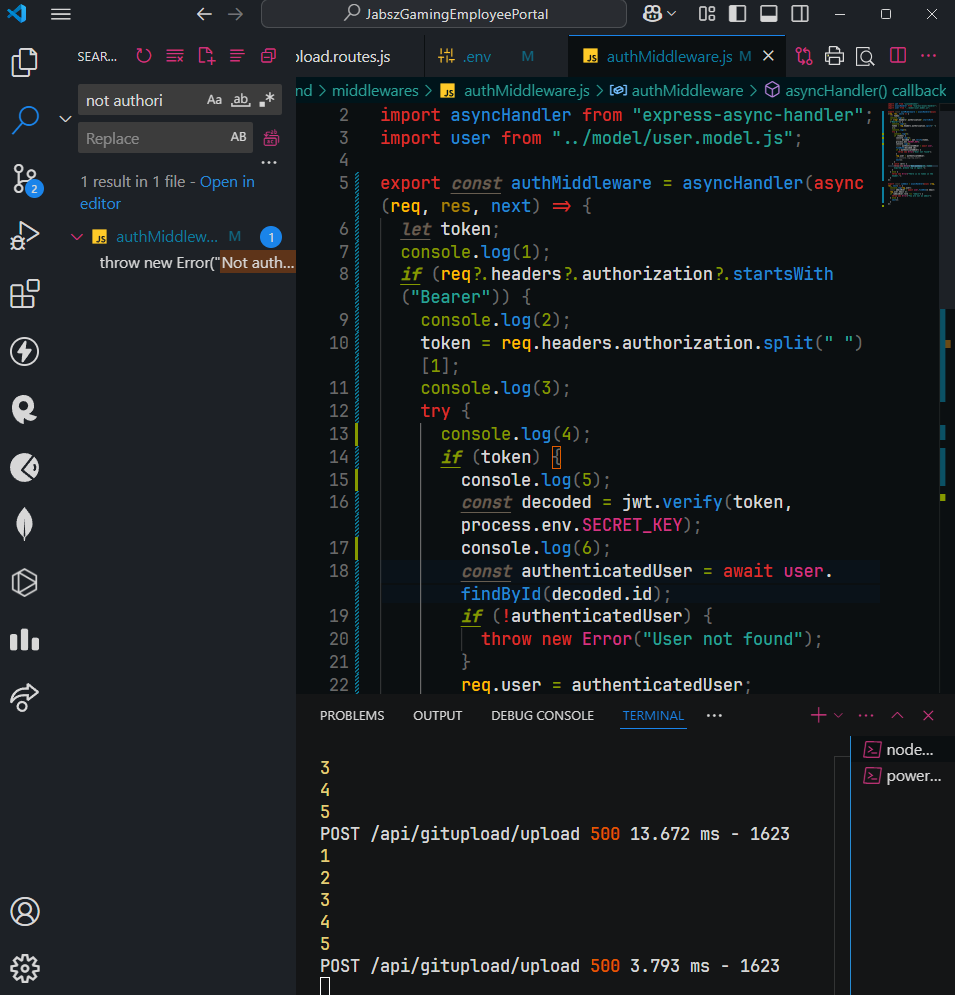 JabszGamingEmployeePortal
SEAR...
pload.routes.js
.env
M
authMiddleware.js M
nd > middlewares > JS authMiddleware.js > authMiddleware > asyncHandler() callback
not authori
Aa
ab
.*
Replace
AB
1 result in 1 file - Open in
editor
JS authMiddlew... M 1
throw new Error("Not auth...
2
2 import asyncHandler from "express-async-handler";
3 import user from "../model/user.model.js";
4
5 export const authMiddleware = asyncHandler(async
(req, res, next) => {
6 let token;
7 console.log(1);
8 if (req?.headers?.authorization?.startsWith
("Bearer")) {
9 console.log(2);
10 token = req.headers.authorization.split(" ")
[1];
11 console.log(3);
12 try {
13 console.log(4);
14 if (token) {
15 console.log(5);
16 const decoded = jwt.verify(token,
process.env.SECRET_KEY);
17 console.log(6);
18 const authenticatedUser = await user.
findById(decoded.id);
19 if (!authenticatedUser) {
20 throw new Error("User not found");
21 }
22 req.user = authenticatedUser;
PROBLEMS OUTPUT DEBUG CONSOLE TERMINAL
node...
power...
3
4
5
POST /api/gitupload/upload 500 13.672 ms - 1623
1
2
3
4
5
POST /api/gitupload/upload 500 3.793 ms - 1623